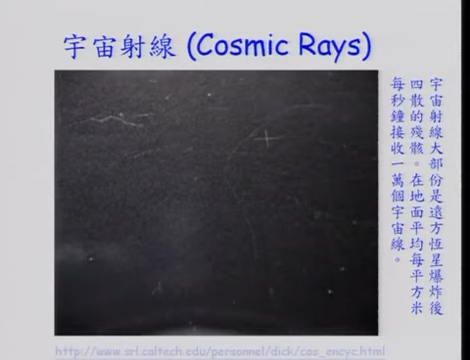 宇宙射線 (Cosmic Rays)
宇宙射線大部份是遠方恆星爆炸後
四散的殘骸。在地面平均每平方米
每秒鐘接收一萬個宇宙線。
http://www.srl.caltech.edu/personnel/dick/cos_encyc.html